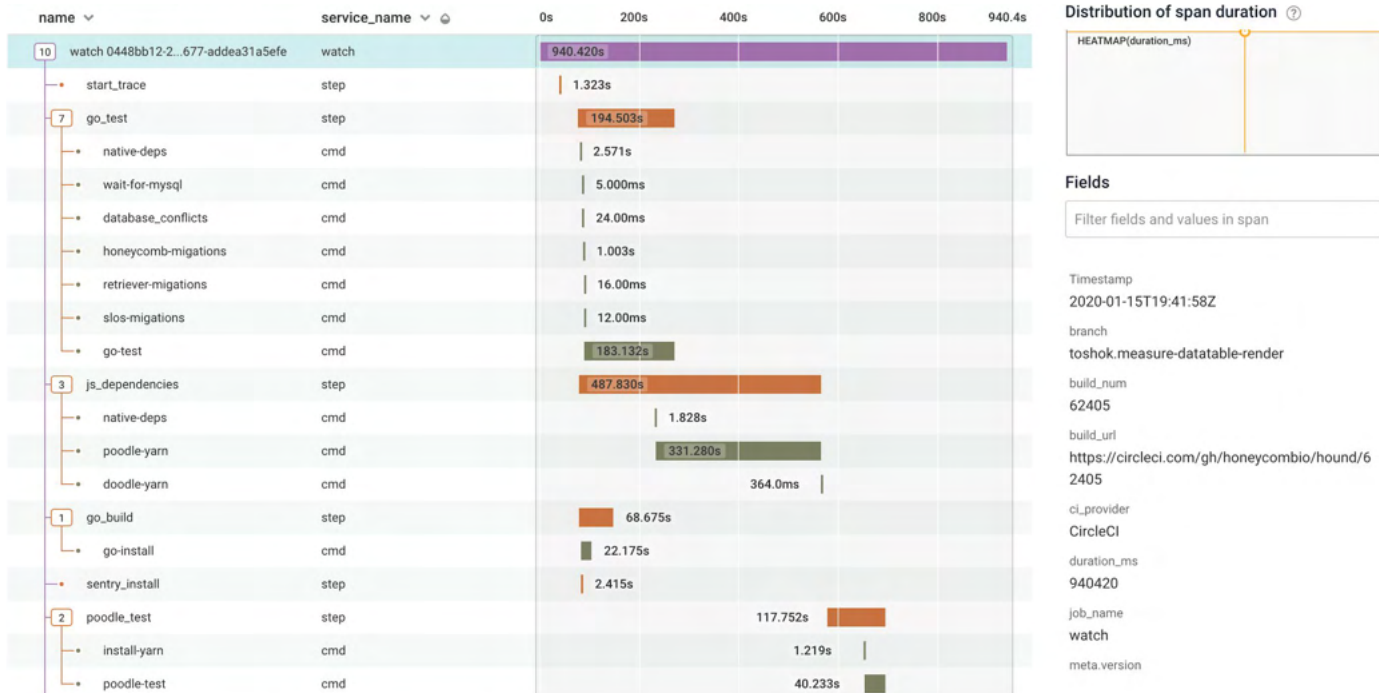 name service_name 0s 200s 400s 600s 800s 940.4s
10 watch 0448bb12-2...677-addea31a5efe watch 940.420s
start_trace step 1.323s
7 go_test step 194.503s
native-deps cmd 2.571s
wait-for-mysql cmd 5.000ms
database_conflicts cmd 24.00ms
honeycomb-migations cmd 1.003s
retriever-migations cmd 16.00ms
slos-migations cmd 12.00ms
go-test cmd 183.132s
3 js_dependencies step 487.830s
native-deps cmd 1.828s
poodle-yarn cmd 331.280s
doodle-yarn cmd 364.0ms
1 go_build step 68.675s
go-install cmd 22.175s
sentry_install step 2.415s
2 poodle_test step 117.752s
install-yarn cmd 1.219s
poodle-test cmd 40.233s
Distribution of span duration ?
HEATMAP(duration_ms)
Fields
Filter fields and values in span
Timestamp
2020-01-15T19:41:58Z
branch
toshok.measure-datatable-render
build_num
62405
build_url
https://circleci.com/gh/honeycombio/hound/6
2405
ci_provider
CircleCI
duration_ms
940420
job_name
watch
meta.version